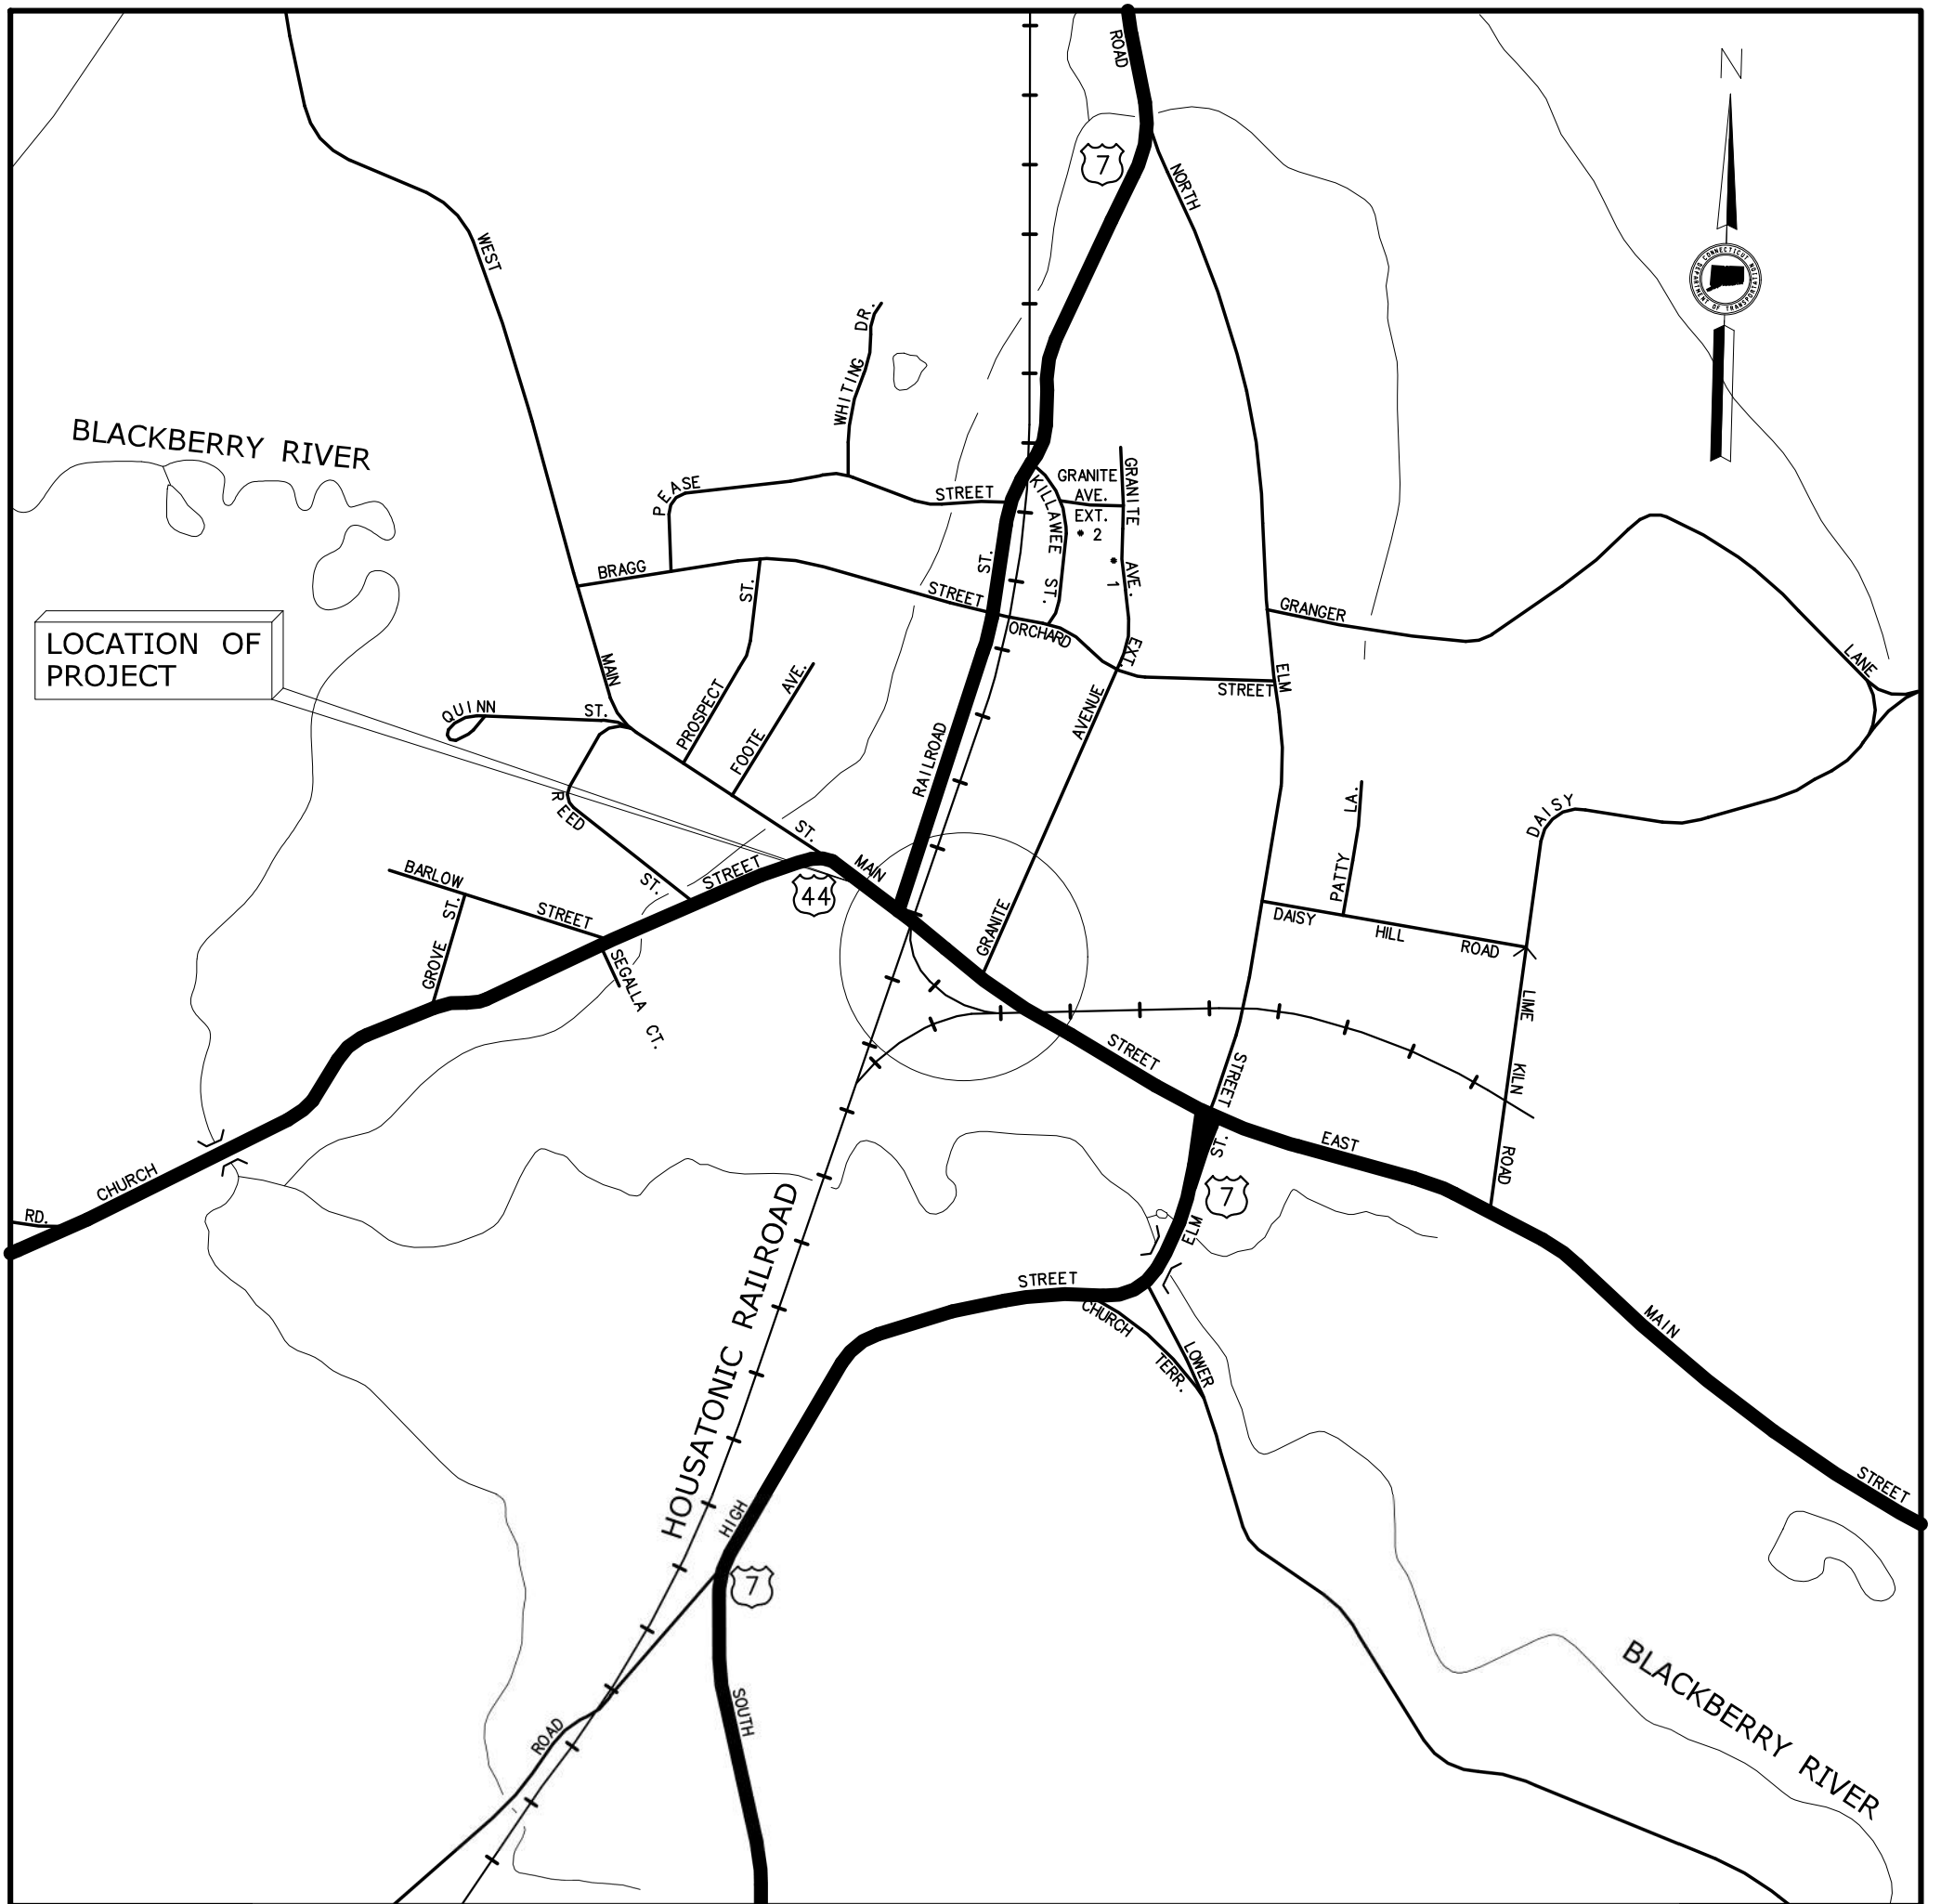 ROAD
N
7
NORTH
WEST
CONNECTICUT
DEPARTMENT OF TRANSPORTATION
WHITING DR.
BLACKBERRY RIVER
PEASE STREET
GRANITE
AVE.
EXT.
* 2
GRANITE AVE. EXT.
* 1
KILLAWEE ST.
BRAGG STREET
ST.
ORCHARD STREET
GRANGER LANE
LOCATION OF
PROJECT
MAIN
ELM
QUINN ST.
PROSPECT ST.
FOOTE AVE.
RAILROAD
GRANITE AVENUE
REED ST.
ST.
PATTY LA.
DAISY
BARLOW STREET
STREET
44
MAIN
GROVE ST.
SEGALLA CT.
DAISY HILL ROAD
LIME KILN ROAD
STREET
STREET
EAST
ST.
7
ELM
CHURCH
RD.
HOUSATONIC RAILROAD
STREET
CHURCH TERR.
LOWER
MAIN
STREET
HIGH
7
SOUTH
ROAD
BLACKBERRY RIVER